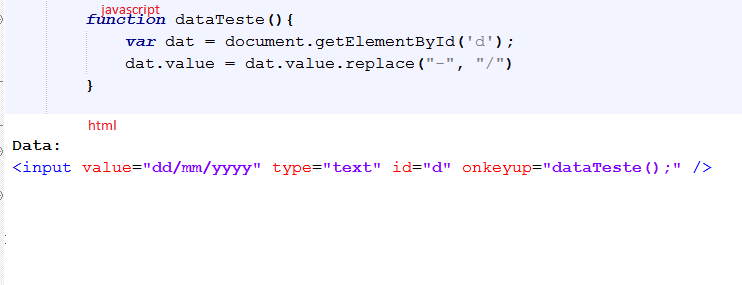 javascript
function dataTeste(){
var dat = document.getElementById('d');
dat.value = dat.value.replace("-", "/")
}
html
Data:
<input value="dd/mm/yyyy" type="text" id="d" onkeyup="dataTeste();" />